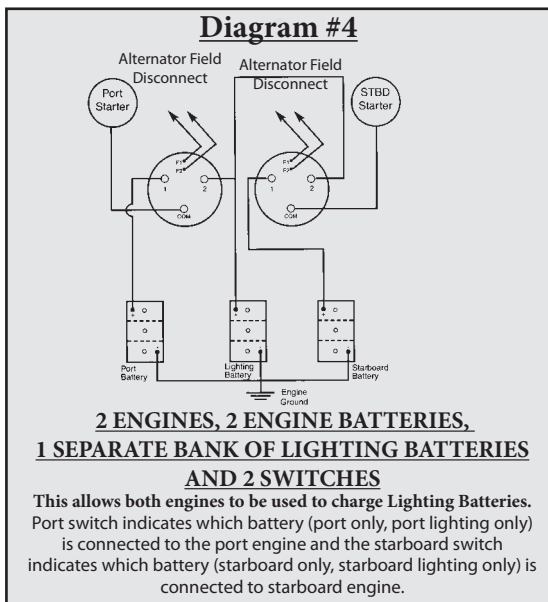 Diagram #4
Alternator Field
Disconnect
Alternator Field
Disconnect
Port
Starter
STBD
Starter
F1
F2
1
2
COM
F1
F2
1
2
COM
+
+
+
-
-
-
Port
Battery
Lighting
Battery
Starboard
Battery
Engine
Ground
2 ENGINES, 2 ENGINE BATTERIES,
1 SEPARATE BANK OF LIGHTING BATTERIES
AND 2 SWITCHES
This allows both engines to be used to charge Lighting Batteries.
Port switch indicates which battery (port only, port lighting only)
is connected to the port engine and the starboard switch
indicates which battery (starboard only, starboard lighting only) is
connected to starboard engine.